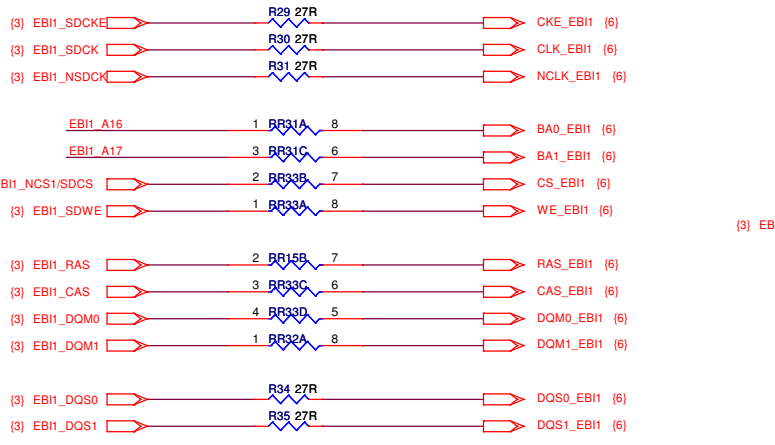 {3} EBI1_SDCKE R29 27R CKE_EBI1 {6}
{3} EBI1_SDCK R30 27R CLK_EBI1 {6}
{3} EBI1_NSDCK R31 27R NCLK_EBI1 {6}
EBI1_A16 1 RR31A 8 BA0_EBI1 {6}
EBI1_A17 3 RR31C 6 BA1_EBI1 {6}
BI1_NCS1/SDCS 2 RR33B 7 CS_EBI1 {6}
{3} EBI1_SDWE 1 RR33A 8 WE_EBI1 {6}
{3} EB
{3} EBI1_RAS 2 RR15B 7 RAS_EBI1 {6}
{3} EBI1_CAS 3 RR33C 6 CAS_EBI1 {6}
{3} EBI1_DQM0 4 RR33D 5 DQM0_EBI1 {6}
{3} EBI1_DQM1 1 RR32A 8 DQM1_EBI1 {6}
{3} EBI1_DQS0 R34 27R DQS0_EBI1 {6}
{3} EBI1_DQS1 R35 27R DQS1_EBI1 {6}